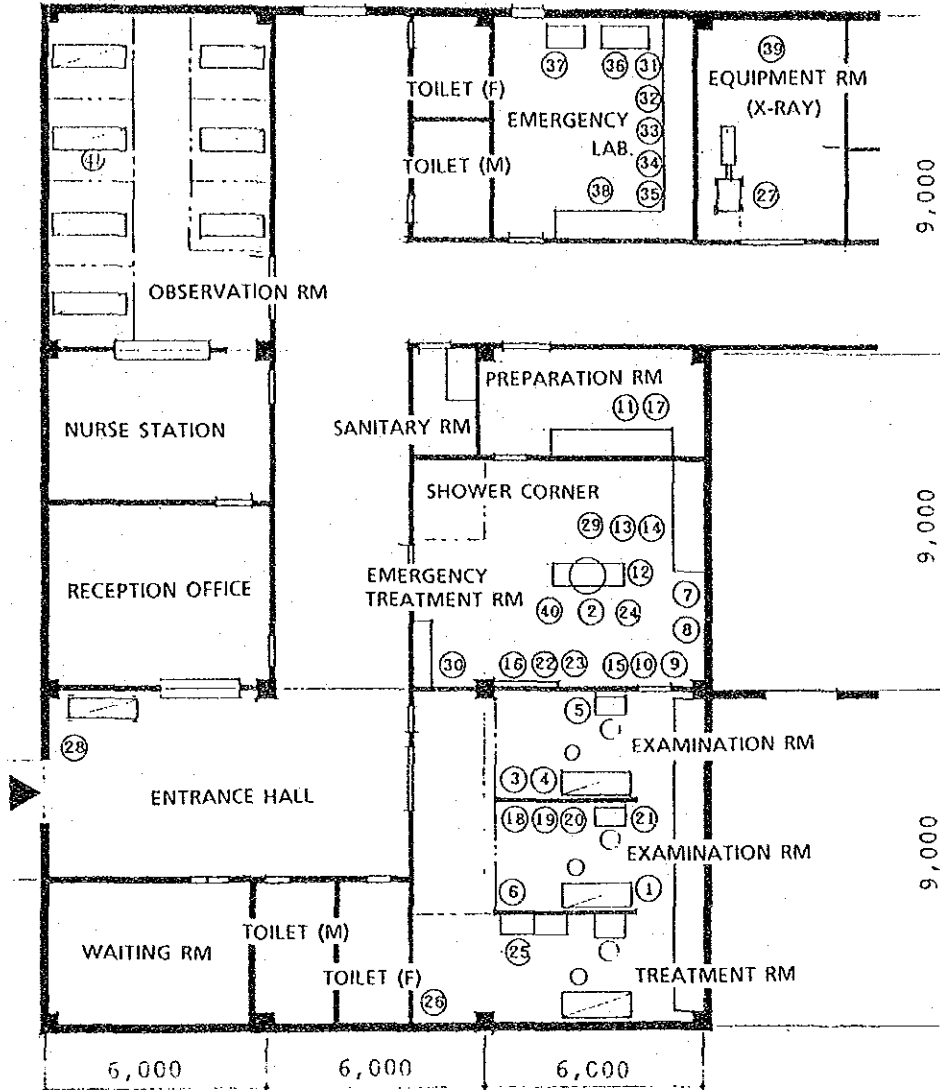 39
37 36 31
EQUIPMENT RM
(X-RAY)
TOILET (F)
32
EMERGENCY
LAB.
33
TOILET (M)
34
41
38 35
27
9,000
OBSERVATION RM
PREPARATION RM
11 17
NURSE STATION
SANITARY RM
SHOWER CORNER
29 13 14
9,000
RECEPTION OFFICE
EMERGENCY
TREATMENT RM
12
7
40 2 24
8
30 16 22 23 15 10 9
5
28
EXAMINATION RM
3 4
ENTRANCE HALL
18 19 20 21
EXAMINATION RM
9,000
6 1
WAITING RM
TOILET (M)
25
TOILET (F)
TREATMENT RM
26
6,000 6,000 6,000